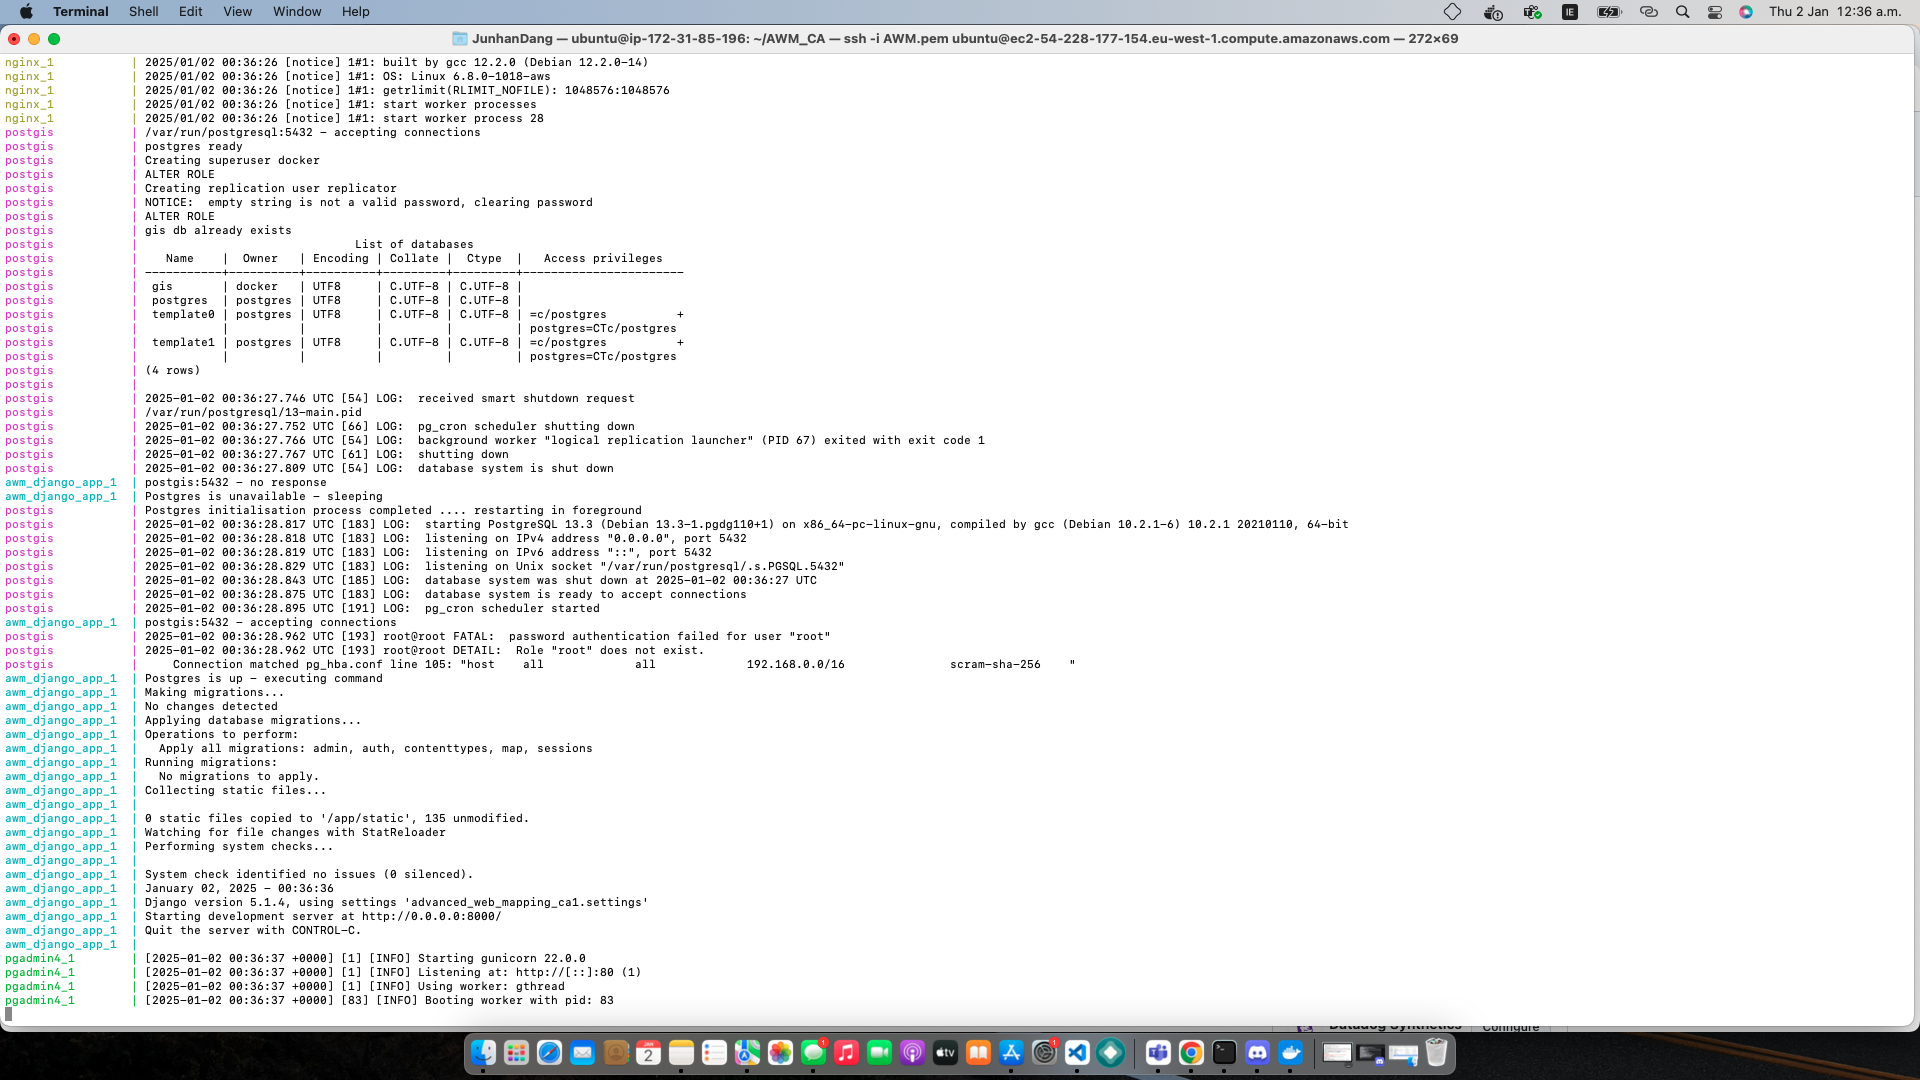 Terminal Shell Edit View Window Help IE Thu 2 Jan 12:36 a.m.
JunhanDang — ubuntu@ip-172-31-85-196: ~/AWM_CA — ssh -i AWM.pem ubuntu@ec2-54-228-177-154.eu-west-1.compute.amazonaws.com — 272×69
nginx_1 | 2025/01/02 00:36:26 [notice] 1#1: built by gcc 12.2.0 (Debian 12.2.0-14)
nginx_1 | 2025/01/02 00:36:26 [notice] 1#1: OS: Linux 6.8.0-1018-aws
nginx_1 | 2025/01/02 00:36:26 [notice] 1#1: getrlimit(RLIMIT_NOFILE): 1048576:1048576
nginx_1 | 2025/01/02 00:36:26 [notice] 1#1: start worker processes
nginx_1 | 2025/01/02 00:36:26 [notice] 1#1: start worker process 28
postgis | /var/run/postgresql:5432 - accepting connections
postgis | postgres ready
postgis | Creating superuser docker
postgis | ALTER ROLE
postgis | Creating replication user replicator
postgis | NOTICE:  empty string is not a valid password, clearing password
postgis | ALTER ROLE
postgis | gis db already exists
postgis |                               List of databases
postgis |    Name    |  Owner   | Encoding | Collate | Ctype  |   Access privileges
postgis | -----------+----------+----------+---------+---------+-----------------------
postgis |  gis       | docker   | UTF8     | C.UTF-8 | C.UTF-8 |
postgis |  postgres  | postgres | UTF8     | C.UTF-8 | C.UTF-8 |
postgis |  template0 | postgres | UTF8     | C.UTF-8 | C.UTF-8 | =c/postgres          +
postgis |            |          |          |         |         | postgres=CTc/postgres
postgis |  template1 | postgres | UTF8     | C.UTF-8 | C.UTF-8 | =c/postgres          +
postgis |            |          |          |         |         | postgres=CTc/postgres
postgis | (4 rows)
postgis |
postgis | 2025-01-02 00:36:27.746 UTC [54] LOG:  received smart shutdown request
postgis | /var/run/postgresql/13-main.pid
postgis | 2025-01-02 00:36:27.752 UTC [66] LOG:  pg_cron scheduler shutting down
postgis | 2025-01-02 00:36:27.766 UTC [54] LOG:  background worker "logical replication launcher" (PID 67) exited with exit code 1
postgis | 2025-01-02 00:36:27.767 UTC [61] LOG:  shutting down
postgis | 2025-01-02 00:36:27.809 UTC [54] LOG:  database system is shut down
awm_django_app_1 | postgis:5432 - no response
awm_django_app_1 | Postgres is unavailable - sleeping
postgis | Postgres initialisation process completed .... restarting in foreground
postgis | 2025-01-02 00:36:28.817 UTC [183] LOG:  starting PostgreSQL 13.3 (Debian 13.3-1.pgdg110+1) on x86_64-pc-linux-gnu, compiled by gcc (Debian 10.2.1-6) 10.2.1 20210110, 64-bit
postgis | 2025-01-02 00:36:28.818 UTC [183] LOG:  listening on IPv4 address "0.0.0.0", port 5432
postgis | 2025-01-02 00:36:28.819 UTC [183] LOG:  listening on IPv6 address "::", port 5432
postgis | 2025-01-02 00:36:28.829 UTC [183] LOG:  listening on Unix socket "/var/run/postgresql/.s.PGSQL.5432"
postgis | 2025-01-02 00:36:28.843 UTC [185] LOG:  database system was shut down at 2025-01-02 00:36:27 UTC
postgis | 2025-01-02 00:36:28.875 UTC [183] LOG:  database system is ready to accept connections
postgis | 2025-01-02 00:36:28.895 UTC [191] LOG:  pg_cron scheduler started
awm_django_app_1 | postgis:5432 - accepting connections
postgis | 2025-01-02 00:36:28.962 UTC [193] root@root FATAL:  password authentication failed for user "root"
postgis | 2025-01-02 00:36:28.962 UTC [193] root@root DETAIL:  Role "root" does not exist.
postgis |     Connection matched pg_hba.conf line 105: "host    all             all             192.168.0.0/16               scram-sha-256    "
awm_django_app_1 | Postgres is up - executing command
awm_django_app_1 | Making migrations...
awm_django_app_1 | No changes detected
awm_django_app_1 | Applying database migrations...
awm_django_app_1 | Operations to perform:
awm_django_app_1 |   Apply all migrations: admin, auth, contenttypes, map, sessions
awm_django_app_1 | Running migrations:
awm_django_app_1 |   No migrations to apply.
awm_django_app_1 | Collecting static files...
awm_django_app_1 |
awm_django_app_1 | 0 static files copied to '/app/static', 135 unmodified.
awm_django_app_1 | Watching for file changes with StatReloader
awm_django_app_1 | Performing system checks...
awm_django_app_1 |
awm_django_app_1 | System check identified no issues (0 silenced).
awm_django_app_1 | January 02, 2025 - 00:36:36
awm_django_app_1 | Django version 5.1.4, using settings 'advanced_web_mapping_ca1.settings'
awm_django_app_1 | Starting development server at http://0.0.0.0:8000/
awm_django_app_1 | Quit the server with CONTROL-C.
awm_django_app_1 |
pgadmin4_1 | [2025-01-02 00:36:37 +0000] [1] [INFO] Starting gunicorn 22.0.0
pgadmin4_1 | [2025-01-02 00:36:37 +0000] [1] [INFO] Listening at: http://[::]:80 (1)
pgadmin4_1 | [2025-01-02 00:36:37 +0000] [1] [INFO] Using worker: gthread
pgadmin4_1 | [2025-01-02 00:36:37 +0000] [83] [INFO] Booting worker with pid: 83
Datadog Synthetics Configure
JAN
2
1
tv
1